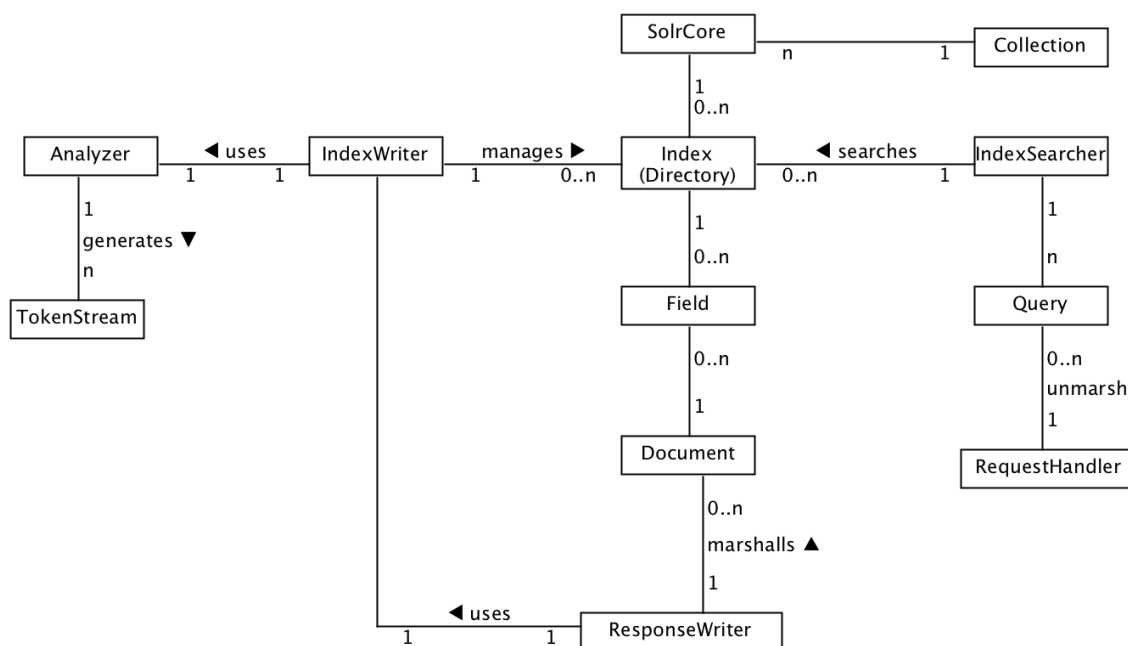 SolrCore
n
1
Collection
1
0..n
Analyzer
◀ uses
1
1
IndexWriter
manages ▶
1
0..n
Index
(Directory)
◀ searches
0..n
1
IndexSearcher
1
generates ▼
n
TokenStream
1
0..n
Field
1
n
Query
0..n
1
Document
0..n
unmarsh
1
RequestHandler
0..n
marshalls ▲
1
◀ uses
1
1
ResponseWriter